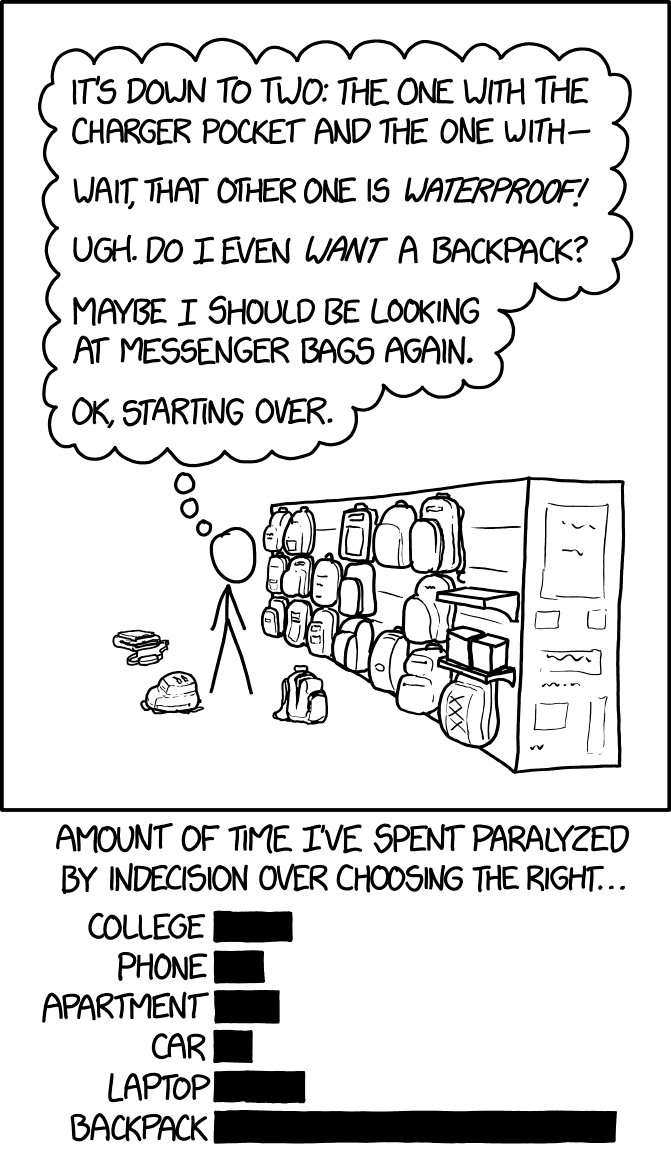 IT'S DOWN TO TWO: THE ONE WITH THE
CHARGER POCKET AND THE ONE WITH—
WAIT, THAT OTHER ONE IS WATERPROOF!
UGH. DO I EVEN WANT A BACKPACK?
MAYBE I SHOULD BE LOOKING
AT MESSENGER BAGS AGAIN.
OK, STARTING OVER.
AMOUNT OF TIME I'VE SPENT PARALYZED
BY INDECISION OVER CHOOSING THE RIGHT...
COLLEGE
PHONE
APARTMENT
CAR
LAPTOP
BACKPACK